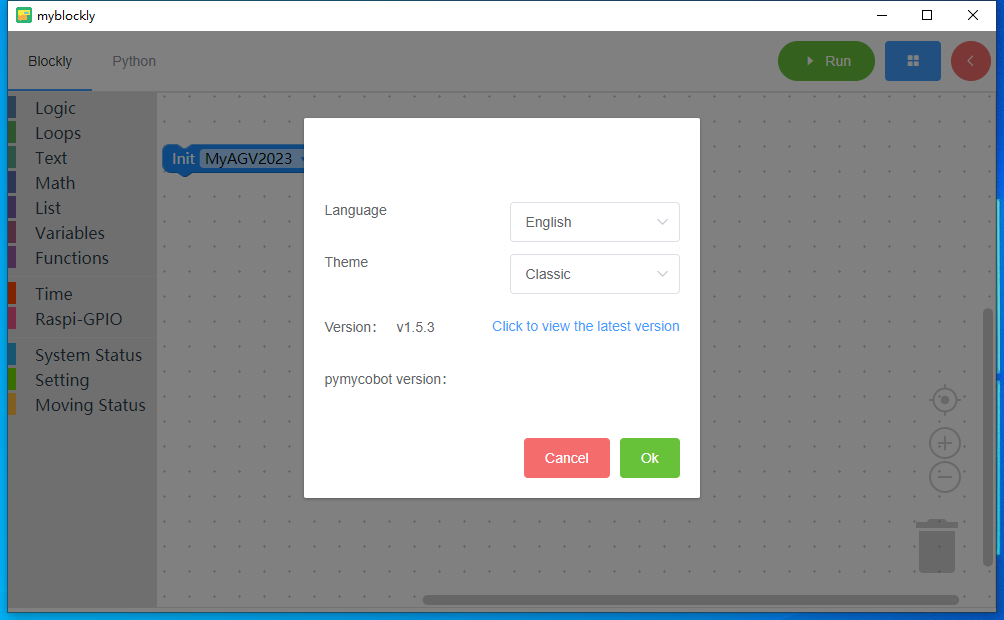 myblockly
Blockly
Python
Run
Logic
Loops
Text
Math
List
Variables
Functions
Time
Raspi-GPIO
System Status
Setting
Moving Status
Init MyAGV2023
Language
English
Theme
Classic
Version： v1.5.3
Click to view the latest version
pymycobot version：
Cancel
Ok